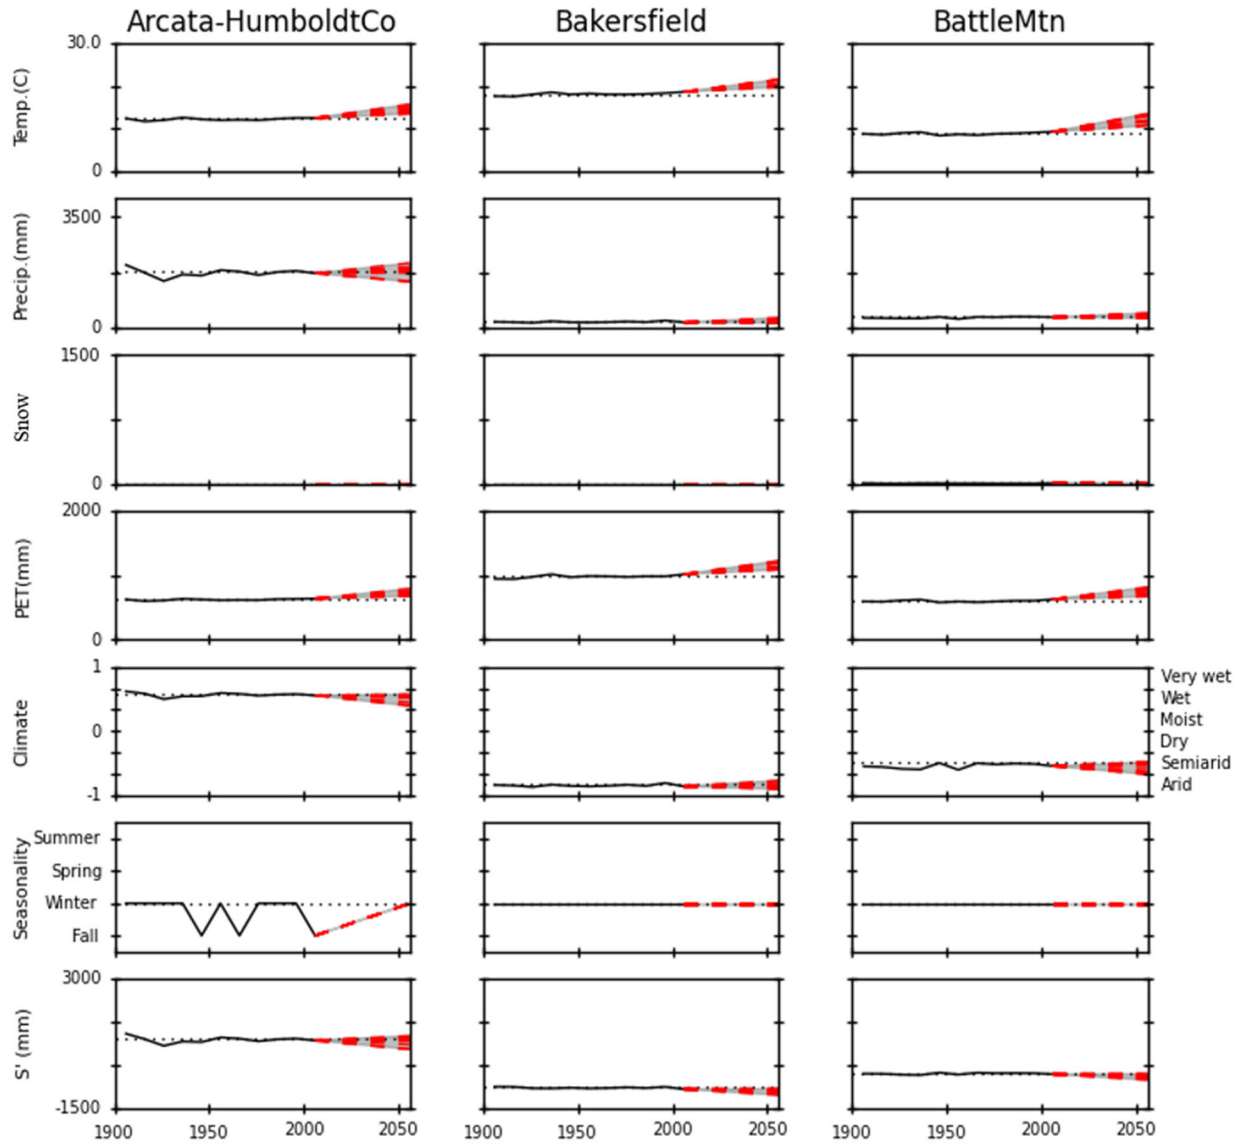 Arcata-HumboldtCo Bakersfield BattleMtn
30.0
Temp.(C)
0
3500
Precip.(mm)
0
1500
Snow
0
2000
PET(mm)
0
1
Very wet
Wet
Moist
Climate
0
Dry
Semiarid
Arid
-1
Summer
Spring
Seasonality
Winter
Fall
3000
S' (mm)
-1500
1900 1950 2000 2050 1900 1950 2000 2050 1900 1950 2000 2050